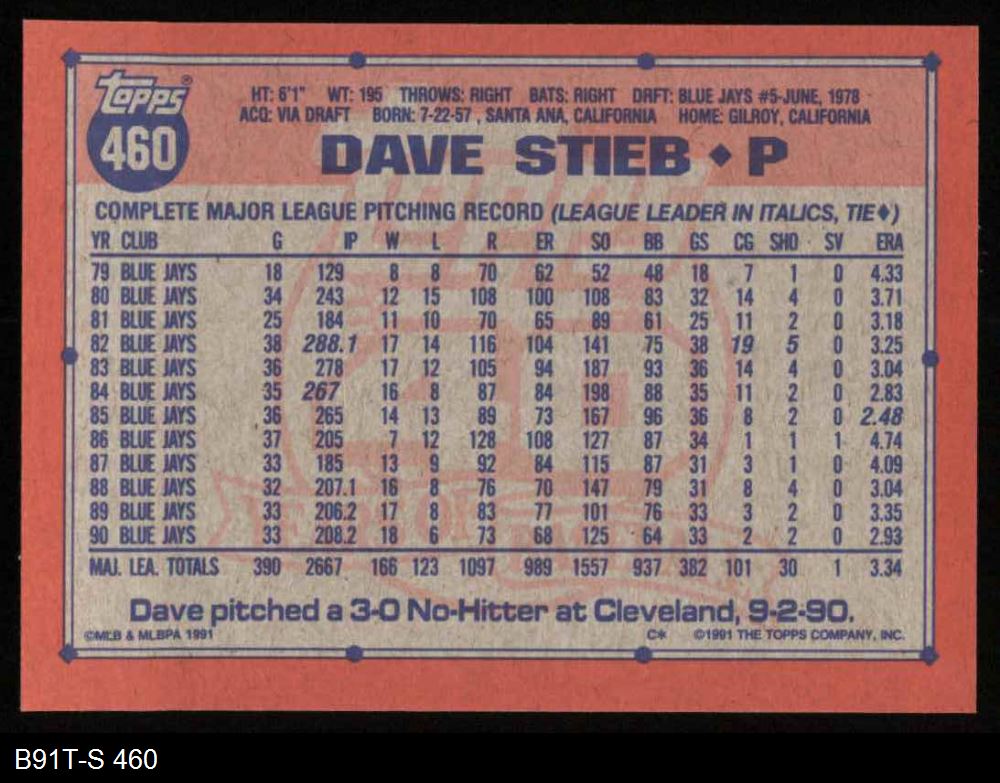 topps®
460
HT: 6'1" WT: 195 THROWS: RIGHT BATS: RIGHT DRFT: BLUE JAYS #5-JUNE, 1978
ACQ: VIA DRAFT BORN: 7-22-57, SANTA ANA, CALIFORNIA HOME: GILROY, CALIFORNIA
DAVE STIEB ♦ P
COMPLETE MAJOR LEAGUE PITCHING RECORD (LEAGUE LEADER IN ITALICS, TIE♦)
YR CLUB G IP W L R ER SO BB GS CG SHO SV ERA
79 BLUE JAYS 18 129 8 8 70 62 52 48 18 7 1 0 4.33
80 BLUE JAYS 34 243 12 15 108 100 108 83 32 14 4 0 3.71
81 BLUE JAYS 25 184 11 10 70 65 89 61 25 11 2 0 3.18
82 BLUE JAYS 38 288.1 17 14 116 104 141 75 38 19 5 0 3.25
83 BLUE JAYS 36 278 17 12 105 94 187 93 36 14 4 0 3.04
84 BLUE JAYS 35 267 16 8 87 84 198 88 35 11 2 0 2.83
85 BLUE JAYS 36 265 14 13 89 73 167 96 36 8 2 0 2.48
86 BLUE JAYS 37 205 7 12 128 108 127 87 34 1 1 1 4.74
87 BLUE JAYS 33 185 13 9 92 84 115 87 31 3 1 0 4.09
88 BLUE JAYS 32 207.1 16 8 76 70 147 79 31 8 4 0 3.04
89 BLUE JAYS 33 206.2 17 8 83 77 101 76 33 3 2 0 3.35
90 BLUE JAYS 33 208.2 18 6 73 68 125 64 33 2 2 0 2.93
MAJ. LEA. TOTALS 390 2667 166 123 1097 989 1557 937 382 101 30 1 3.34
Dave pitched a 3-0 No-Hitter at Cleveland, 9-2-90.
©MLB & MLBPA 1991 C* ©1991 THE TOPPS COMPANY, INC.
B91T-S 460